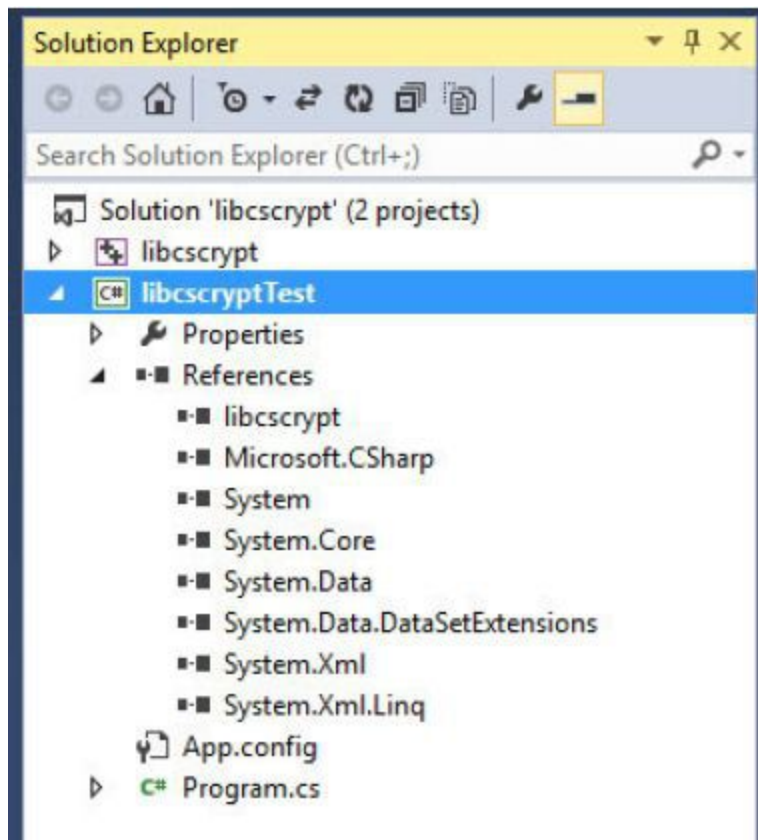 Solution Explorer
Search Solution Explorer (Ctrl+;)
Solution 'libcscrypt' (2 projects)
libcscrypt
C# libcscryptTest
Properties
References
libcscrypt
Microsoft.CSharp
System
System.Core
System.Data
System.Data.DataSetExtensions
System.Xml
System.Xml.Linq
App.config
C# Program.cs